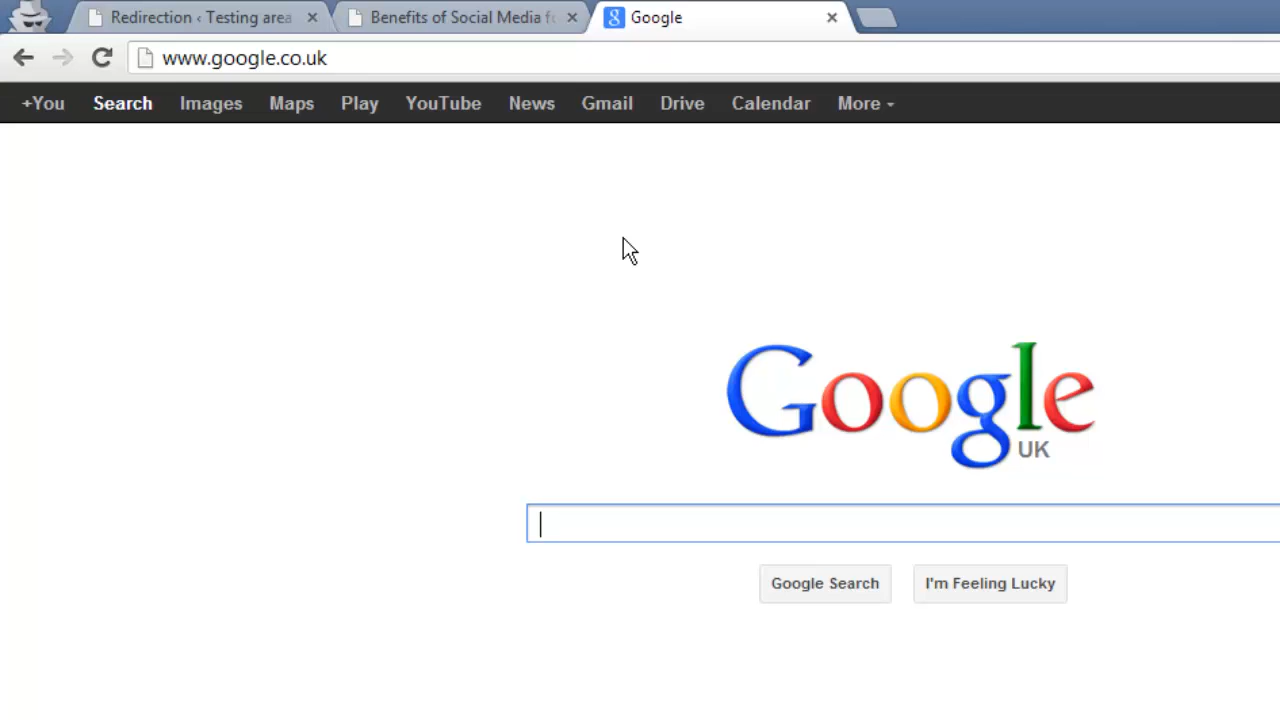 Redirection ‹ Testing area
Benefits of Social Media fo
Google
www.google.co.uk
+You Search Images Maps Play YouTube News Gmail Drive Calendar More
Google
UK
Google Search I'm Feeling Lucky